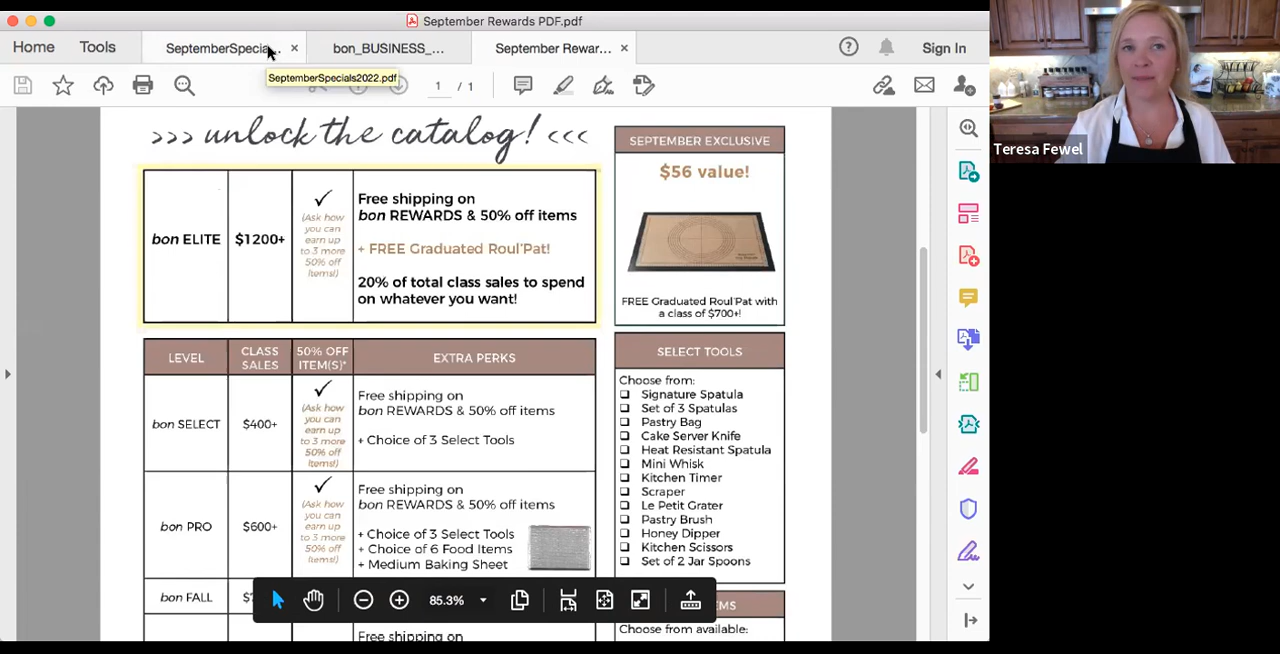 September Rewards PDF.pdf
Home
Tools
SeptemberSpecia...
bon_BUSINESS_...
September Rewar...
Sign In
SeptemberSpecials2022.pdf
1 / 1
Teresa Fewel
>>> unlock the catalog! <<<
bon ELITE
$1200+
(Ask how
you can
earn up
to 3 more
50% off
items!)
Free shipping on
bon REWARDS & 50% off items
+ FREE Graduated Roul'Pat!
20% of total class sales to spend
on whatever you want!
SEPTEMBER EXCLUSIVE
$56 value!
FREE Graduated Roul'Pat with
a class of $700+!
LEVEL
CLASS
SALES
50% OFF
ITEM(S)*
EXTRA PERKS
bon SELECT
$400+
(Ask how
you can
earn up
to 3 more
50% off
items!)
Free shipping on
bon REWARDS & 50% off items
+ Choice of 3 Select Tools
bon PRO
$600+
(Ask how
you can
earn up
to 3 more
50% off
items!)
Free shipping on
bon REWARDS & 50% off items
+ Choice of 3 Select Tools
+ Choice of 6 Food Items
+ Medium Baking Sheet
bon FALL
Free shipping on
SELECT TOOLS
Choose from:
Signature Spatula
Set of 3 Spatulas
Pastry Bag
Cake Server Knife
Heat Resistant Spatula
Mini Whisk
Kitchen Timer
Scraper
Le Petit Grater
Pastry Brush
Honey Dipper
Kitchen Scissors
Set of 2 Jar Spoons
Choose from available:
85.3%